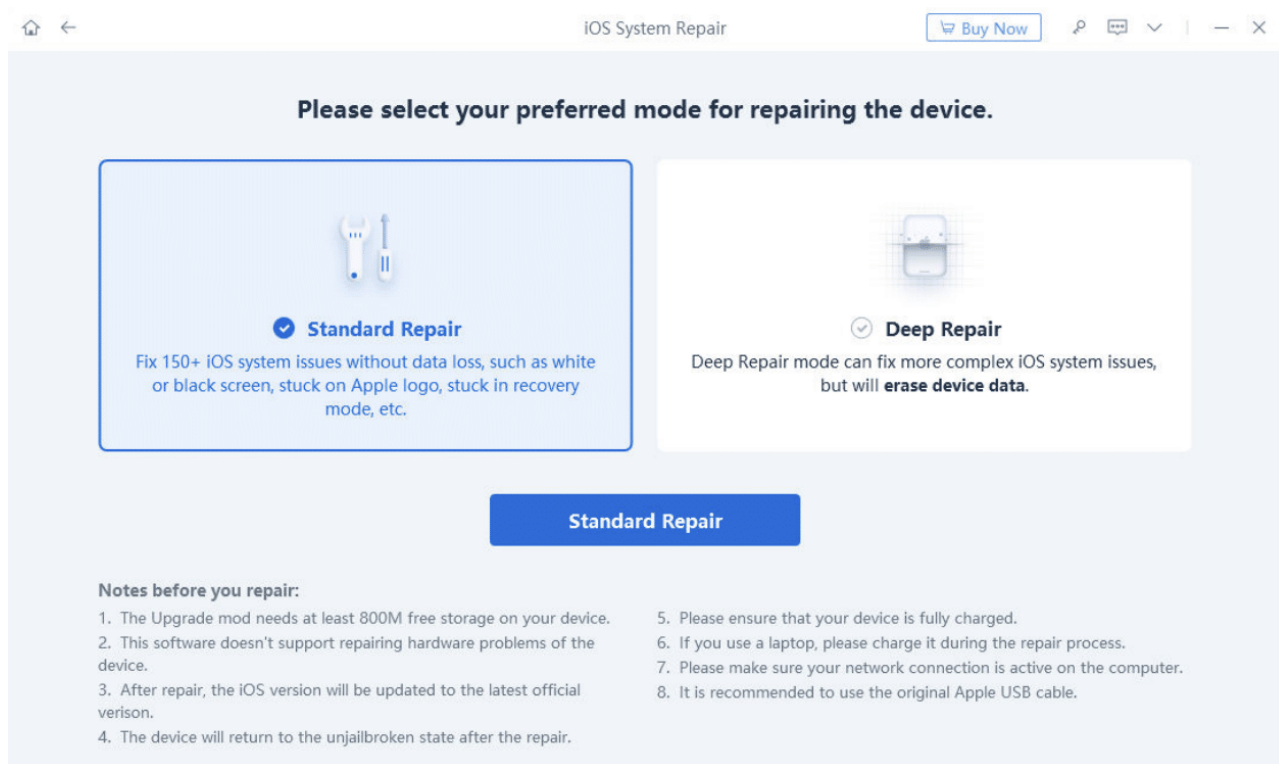 iOS System Repair
Buy Now
Please select your preferred mode for repairing the device.
Standard Repair
Fix 150+ iOS system issues without data loss, such as white
or black screen, stuck on Apple logo, stuck in recovery
mode, etc.
Deep Repair
Deep Repair mode can fix more complex iOS system issues,
but will erase device data.
Standard Repair
Notes before you repair:
1. The Upgrade mod needs at least 800M free storage on your device.
2. This software doesn't support repairing hardware problems of the
device.
3. After repair, the iOS version will be updated to the latest official
verison.
4. The device will return to the unjailbroken state after the repair.
5. Please ensure that your device is fully charged.
6. If you use a laptop, please charge it during the repair process.
7. Please make sure your network connection is active on the computer.
8. It is recommended to use the original Apple USB cable.